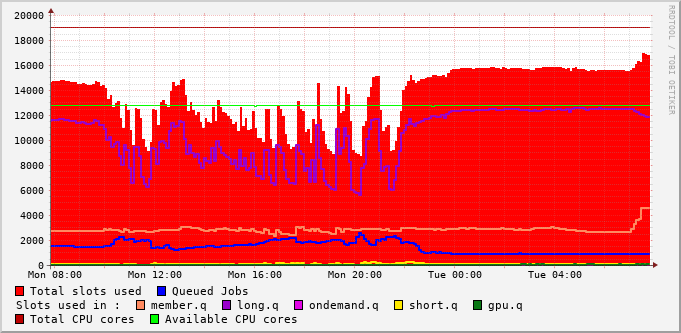 20000
18000
16000
14000
12000
10000
8000
6000
4000
2000
0
Mon 08:00 Mon 12:00 Mon 16:00 Mon 20:00 Tue 00:00 Tue 04:00
Total slots used Queued Jobs
Slots used in : member.q long.q ondemand.q short.q gpu.q
Total CPU cores Available CPU cores
RRDTOOL / TOBI OETIKER